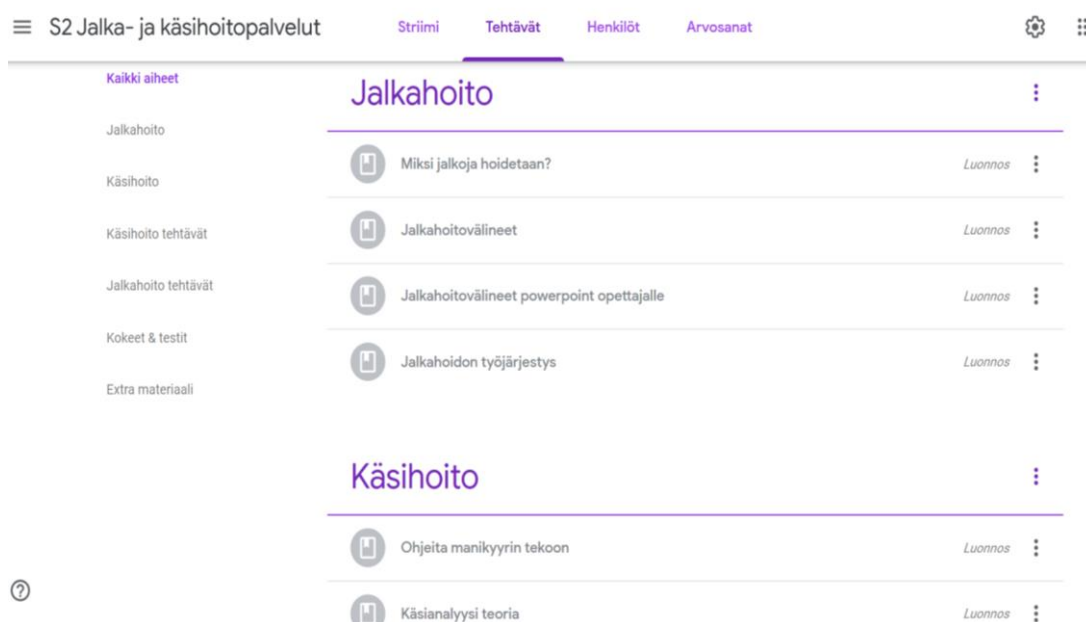 S2 Jalka- ja käsihoitopalvelut
Striimi
Tehtävät
Henkilöt
Arvosanat
Kaikki aiheet
Jalkahoito
Käsihoito
Käsihoito tehtävät
Jalkahoito tehtävät
Kokeet & testit
Extra materiaali
Jalkahoito
Miksi jalkoja hoidetaan? Luonnos
Jalkahoitovälineet Luonnos
Jalkahoitovälineet powerpoint opettajalle Luonnos
Jalkahoidon työjärjestys Luonnos
Käsihoito
Ohjeita manikyyrin tekoon Luonnos
Käsianalyysi teoria Luonnos